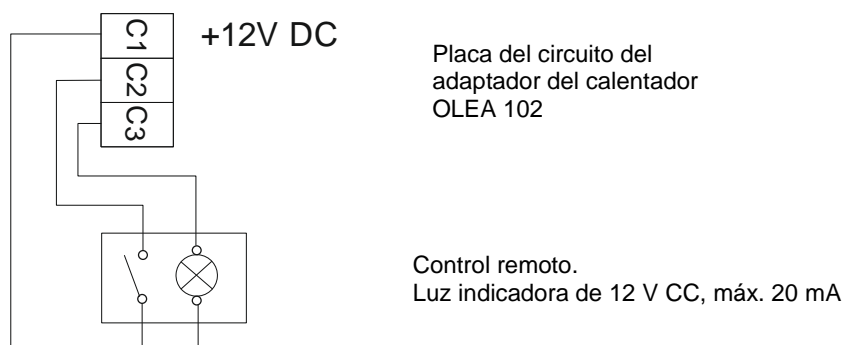 C1
+12V DC
C2
C3
Placa del circuito del
adaptador del calentador
OLEA 102
Control remoto.
Luz indicadora de 12 V CC, máx. 20 mA